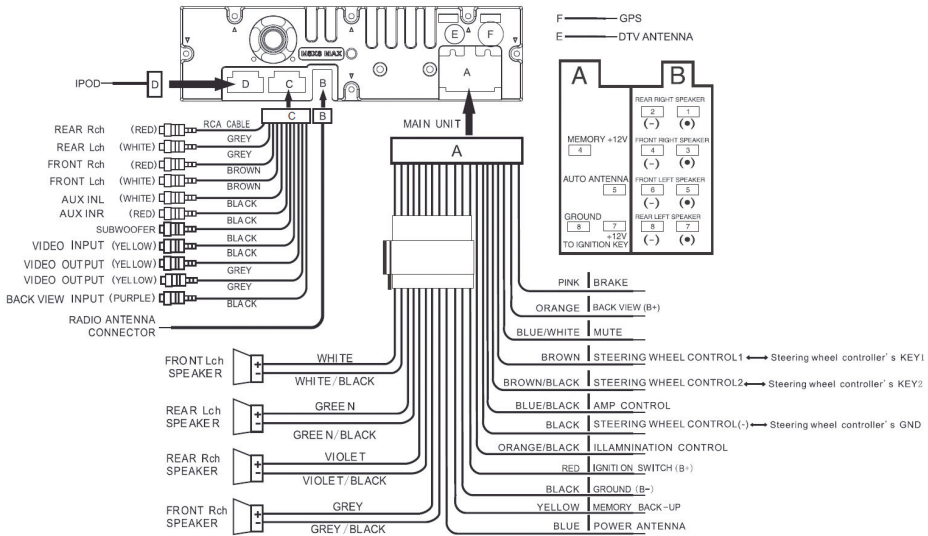 F GPS
E DTV ANTENNA
E F
M5X8 MAX
A
D C B
IPOD D
C B
MAIN UNIT
A
REAR Rch (RED) RCA CABLE
REAR Lch (WHITE) GREY
FRONT Rch (RED) GREY
FRONT Lch (WHITE) BROWN
AUX INL (WHITE) BROWN
AUX INR (RED) BLACK
SUBWOOFER BLACK
VIDEO INPUT (YELLOW) BLACK
VIDEO OUTPUT (YELLOW) BLACK
VIDEO OUTPUT (YELLOW) GREY
BACK VIEW INPUT (PURPLE) GREY
BLACK
RADIO ANTENNA
CONNECTOR
A
MEMORY +12V
4
AUTO ANTENNA
5
GROUND
8 7
+12V
TO IGNITION KEY
B
REAR RIGHT SPEAKER
2 1
(-) (●)
FRONT RIGHT SPEAKER
4 3
(-) (●)
FRONT LEFT SPEAKER
6 5
(-) (●)
REAR LEFT SPEAKER
8 7
(-) (●)
FRONT Lch
SPEAKER
+
-
WHITE
WHITE/BLACK
REAR Lch
SPEAKER
+
-
GREEN
GREEN/BLACK
REAR Rch
SPEAKER
+
-
VIOLET
VIOLET/BLACK
FRONT Rch
SPEAKER
+
-
GREY
GREY/BLACK
PINK BRAKE
ORANGE BACK VIEW (B+)
BLUE/WHITE MUTE
BROWN STEERING WHEEL CONTROL1 Steering wheel controller's KEY1
BROWN/BLACK STEERING WHEEL CONTROL2 Steering wheel controller's KEY2
BLUE/BLACK AMP CONTROL
BLACK STEERING WHEEL CONTROL(-) Steering wheel controller's GND
ORANGE/BLACK ILLAMNINATION CONTROL
RED IGNITION SWITCH (B+)
BLACK GROUND (B-)
YELLOW MEMORY BACK-UP
BLUE POWER ANTENNA